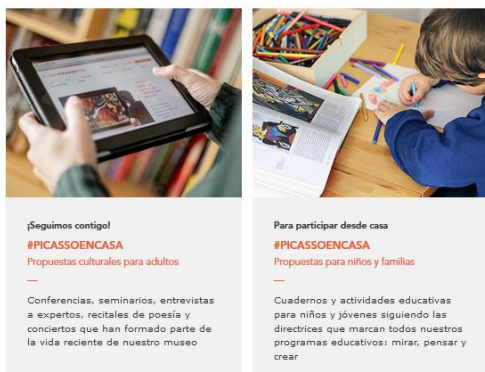 ¡Seguimos contigo!
#PICASSOENCASA
Propuestas culturales para adultos
Conferencias, seminarios, entrevistas
a expertos, recitales de poesía y
conciertos que han formado parte de
la vida reciente de nuestro museo
Para participar desde casa
#PICASSOENCASA
Propuestas para niños y familias
Cuadernos y actividades educativas
para niños y jóvenes siguiendo las
directrices que marcan todos nuestros
programas educativos: mirar, pensar y
crear